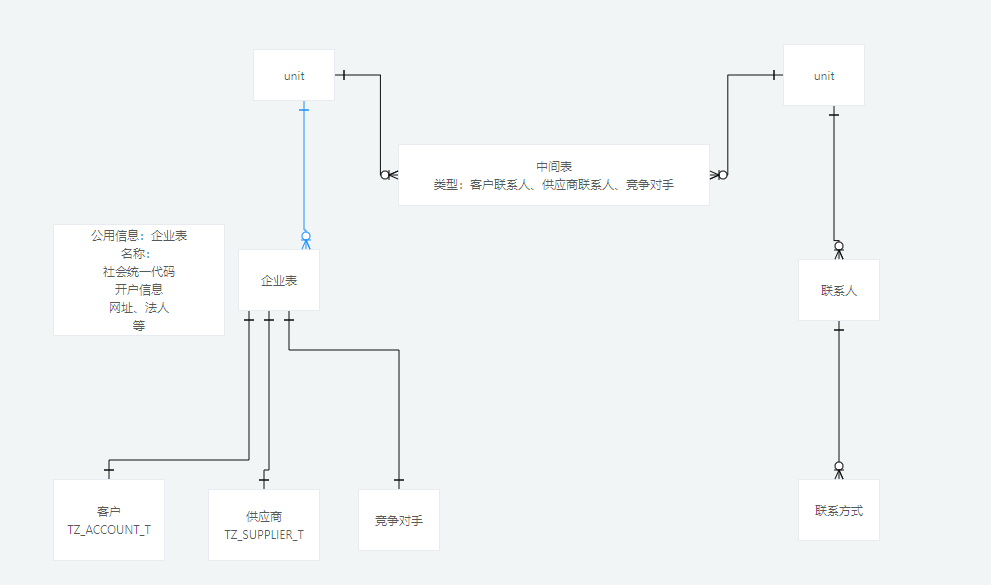 unit
unit
中间表
类型：客户联系人、供应商联系人、竞争对手
公用信息：企业表
名称：
社会统一代码
开户信息
网址、法人
等
企业表
联系人
客户
TZ_ACCOUNT_T
供应商
TZ_SUPPLIER_T
竞争对手
联系方式